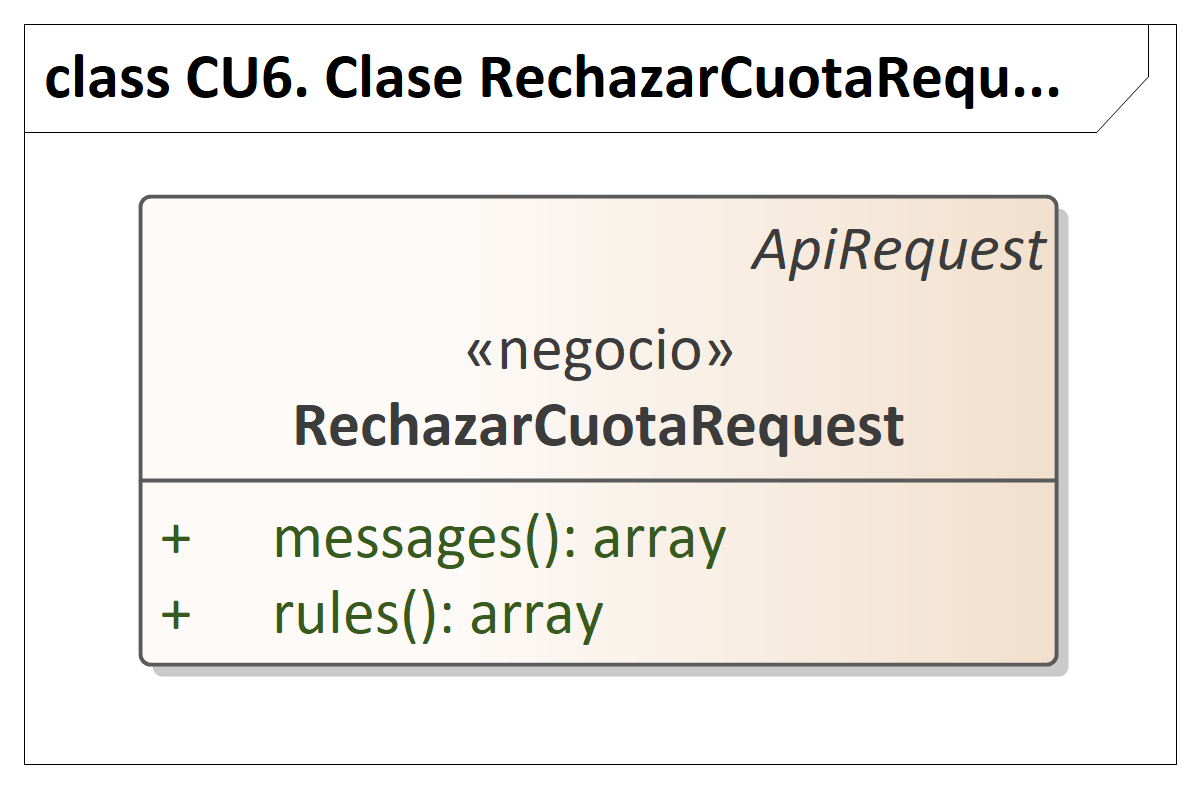 class CU6. Clase RechazarCuotaRequ...
ApiRequest
«negocio»
RechazarCuotaRequest
+ messages(): array
+ rules(): array